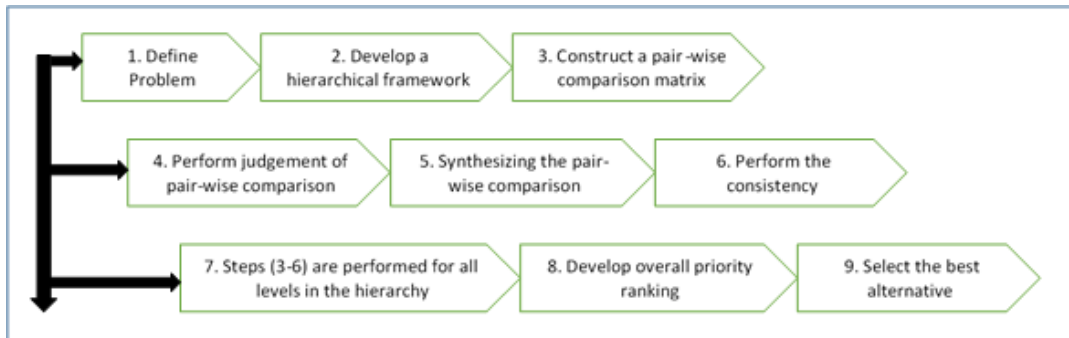 1. Define
Problem
2. Develop a
hierarchical framework
3. Construct a pair-wise
comparison matrix
4. Perform judgement of
pair-wise comparison
5. Synthesizing the pair-
wise comparison
6. Perform the
consistency
7. Steps (3-6) are performed for all
levels in the hierarchy
8. Develop overall priority
ranking
9. Select the best
alternative